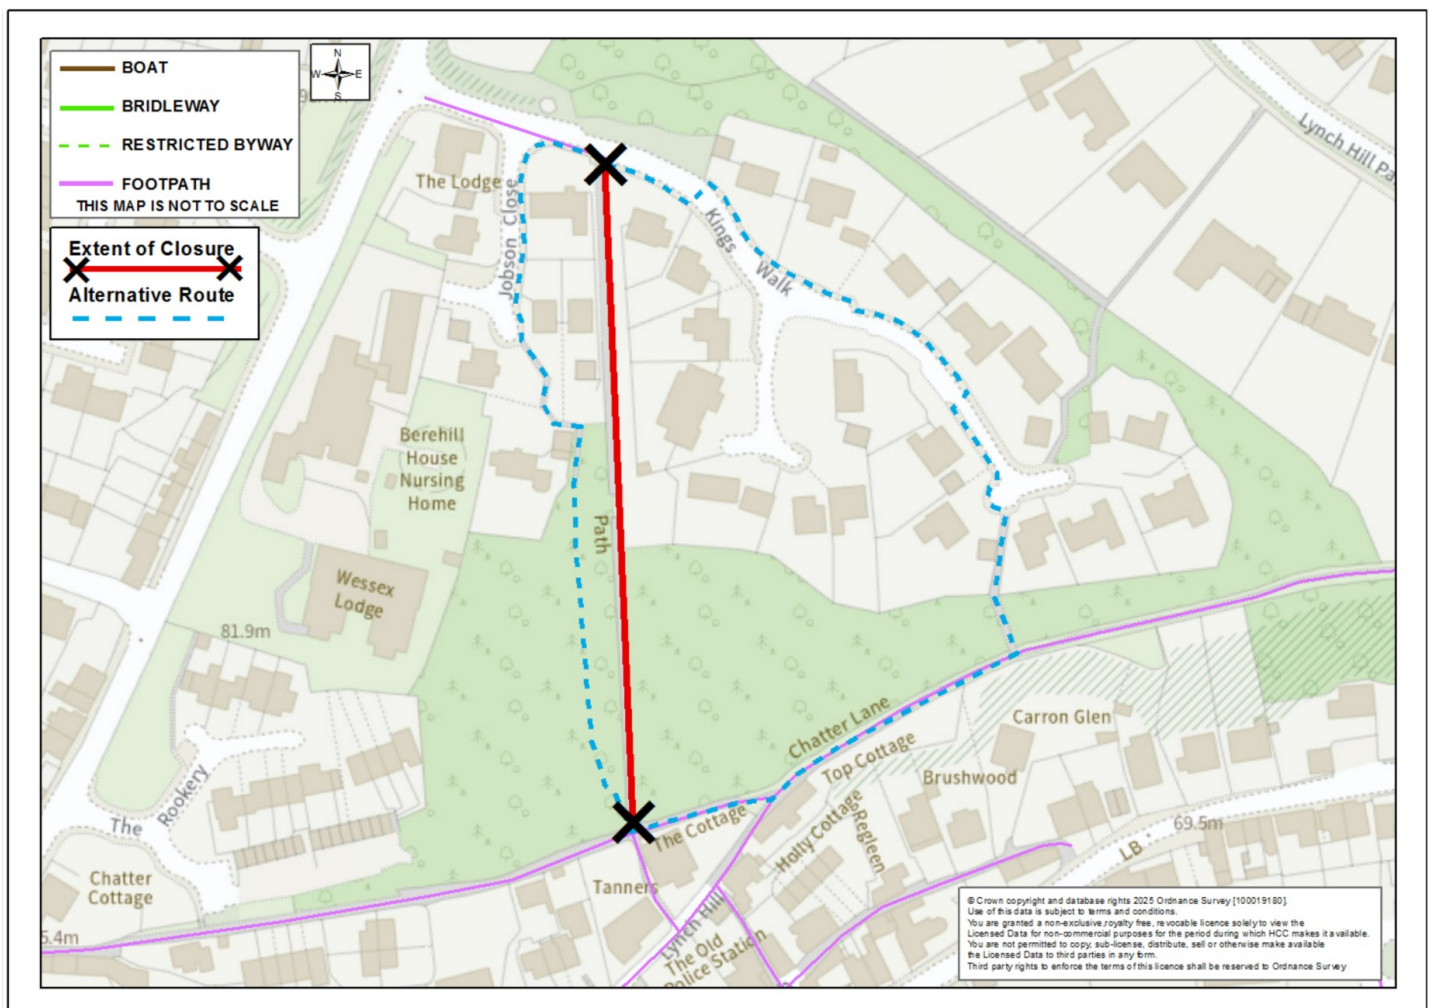 BOAT
BRIDLEWAY
RESTRICTED BYWAY
FOOTPATH
THIS MAP IS NOT TO SCALE
N
W
E
S
Extent of Closure
Alternative Route
Lynch Hill Pa
The Lodge
Jobson Close
Kings
Walk
Berehill
House
Nursing
Home
Path
Wessex
Lodge
81.9m
Chatter Lane
Top Cottage
Carron Glen
Brushwood
The Cottage
Holly Cottage
Regleen
The Rookery
69.5m
LB
Chatter
Cottage
Tanners
Lynch Hill
The Old
Police Station
5.4m
© Crown copyright and database rights 2025 Ordnance Survey [100019180].
Use of this data is subject to terms and conditions.
You are granted a non-exclusive,royalty free, revocable licence solely to view the
Licensed Data for non-commercial purposes for the period during which HCC makes it available.
You are not permitted to copy, sub-license, distribute, sell or otherwise make available
the Licensed Data to third parties in any form.
Third party rights to enforce the terms of this licence shall be reserved to Ordnance Survey